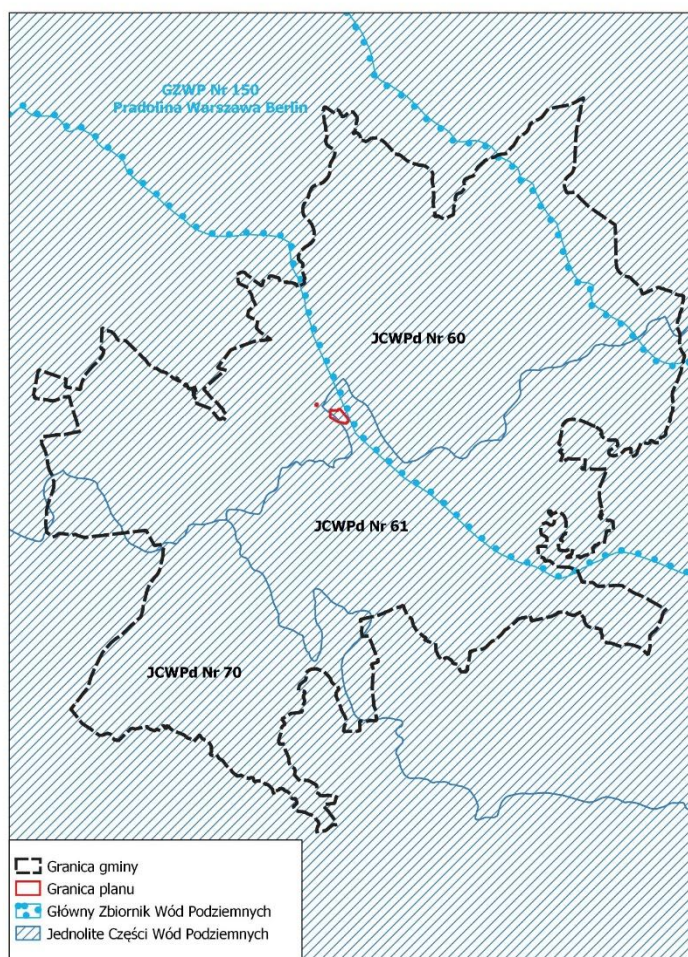 GZWP Nr 150
Pradolina Warszawa Berlin
JCWPd Nr 60
JCWPd Nr 61
JCWPd Nr 70
Granica gminy
Granica planu
Główny Zbiornik Wód Podziemnych
Jednolite Części Wód Podziemnych